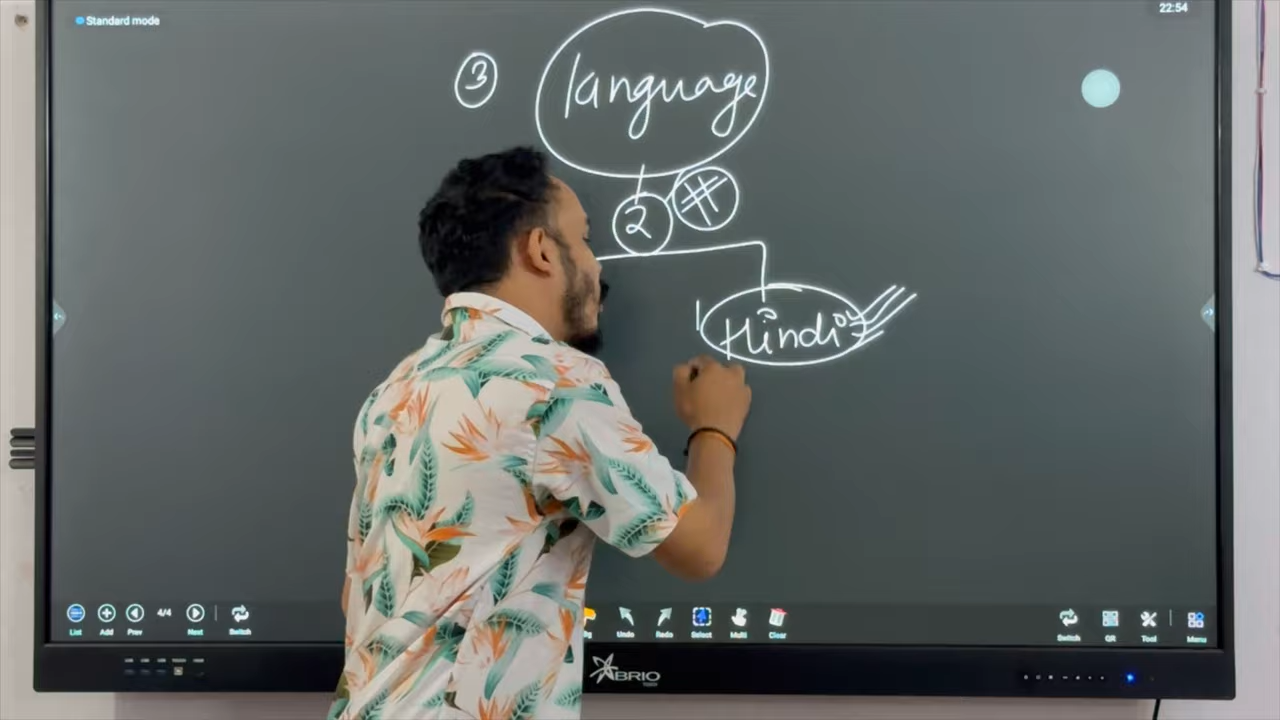 Standard mode
22:54
3
language
2 #
Hindi
List Add Prev 4/4 Next Switch Undo Redo Select Multi Clear Switch QR Tool Menu
ABRIO